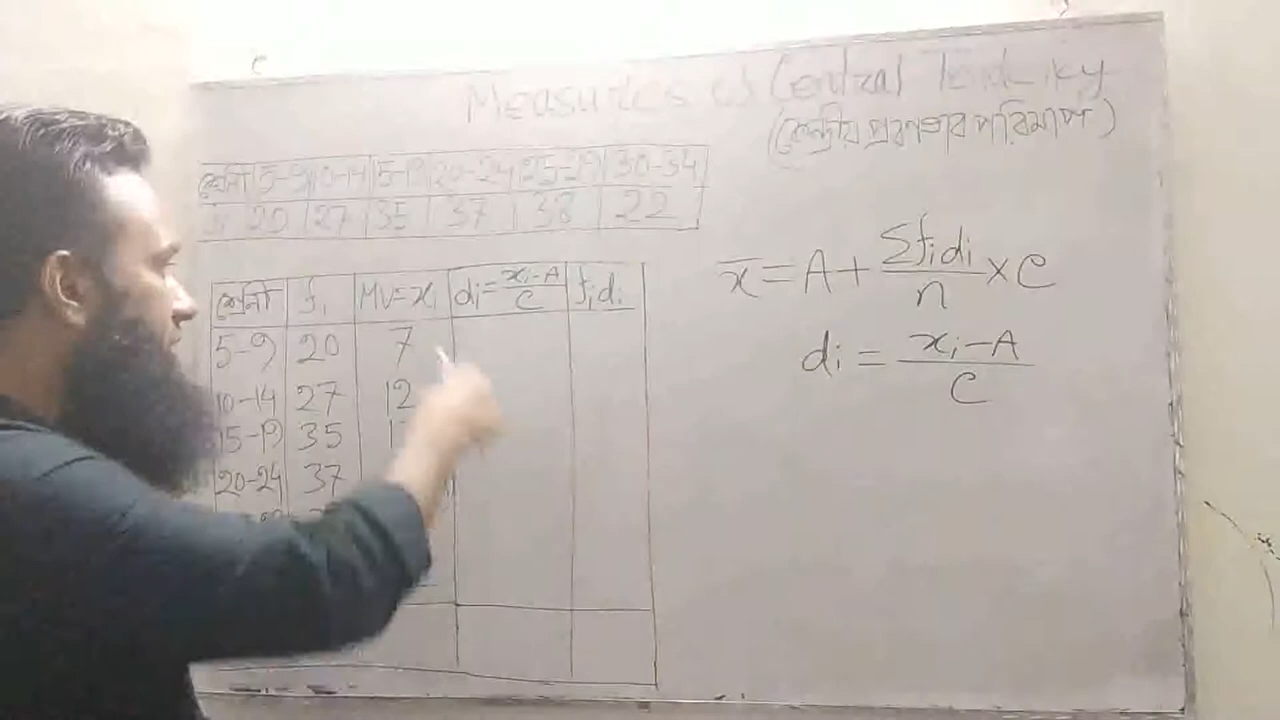 Measures of Central Tendency
(কেন্দ্রীয় প্রবণতার পরিমাপ)
শ্রেণী 5-9 10-14 15-19 20-24 25-29 30-34
fi 20 27 35 37 38 22
x̄ = A + Σfidi / n × C
di = xi-A / C
শ্রেণী fi MV=xi di = xi-A / C fidi
5-9 20 7
10-14 27 12
15-19 35
20-24 37